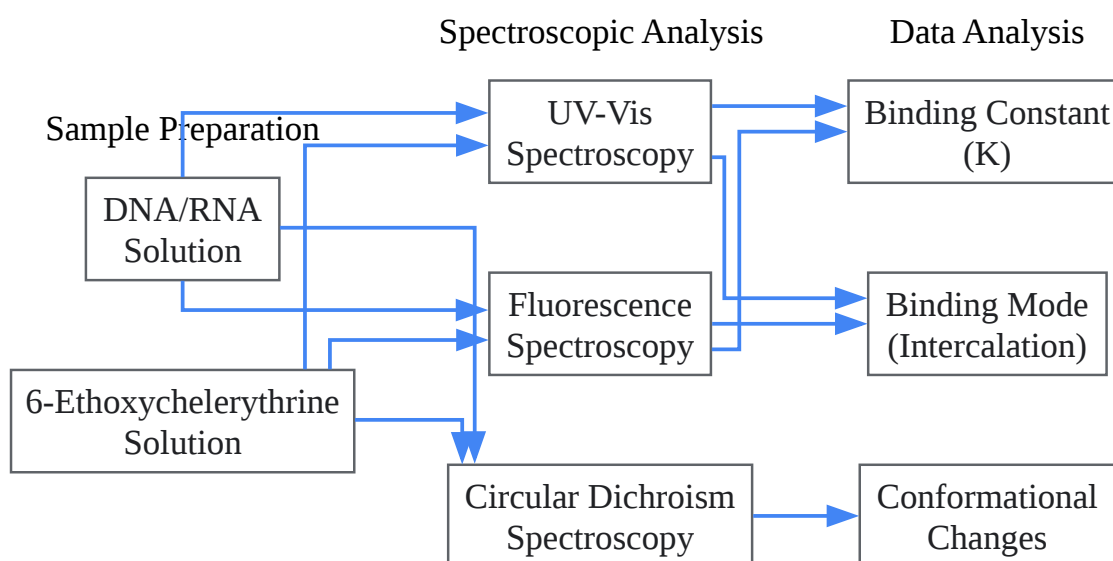 Spectroscopic Analysis
Data Analysis
Sample Preparation
UV-Vis
Spectroscopy
Binding Constant
(K)
DNA/RNA
Solution
Fluorescence
Spectroscopy
Binding Mode
(Intercalation)
6-Ethoxychelerythrine
Solution
Circular Dichroism
Spectroscopy
Conformational
Changes